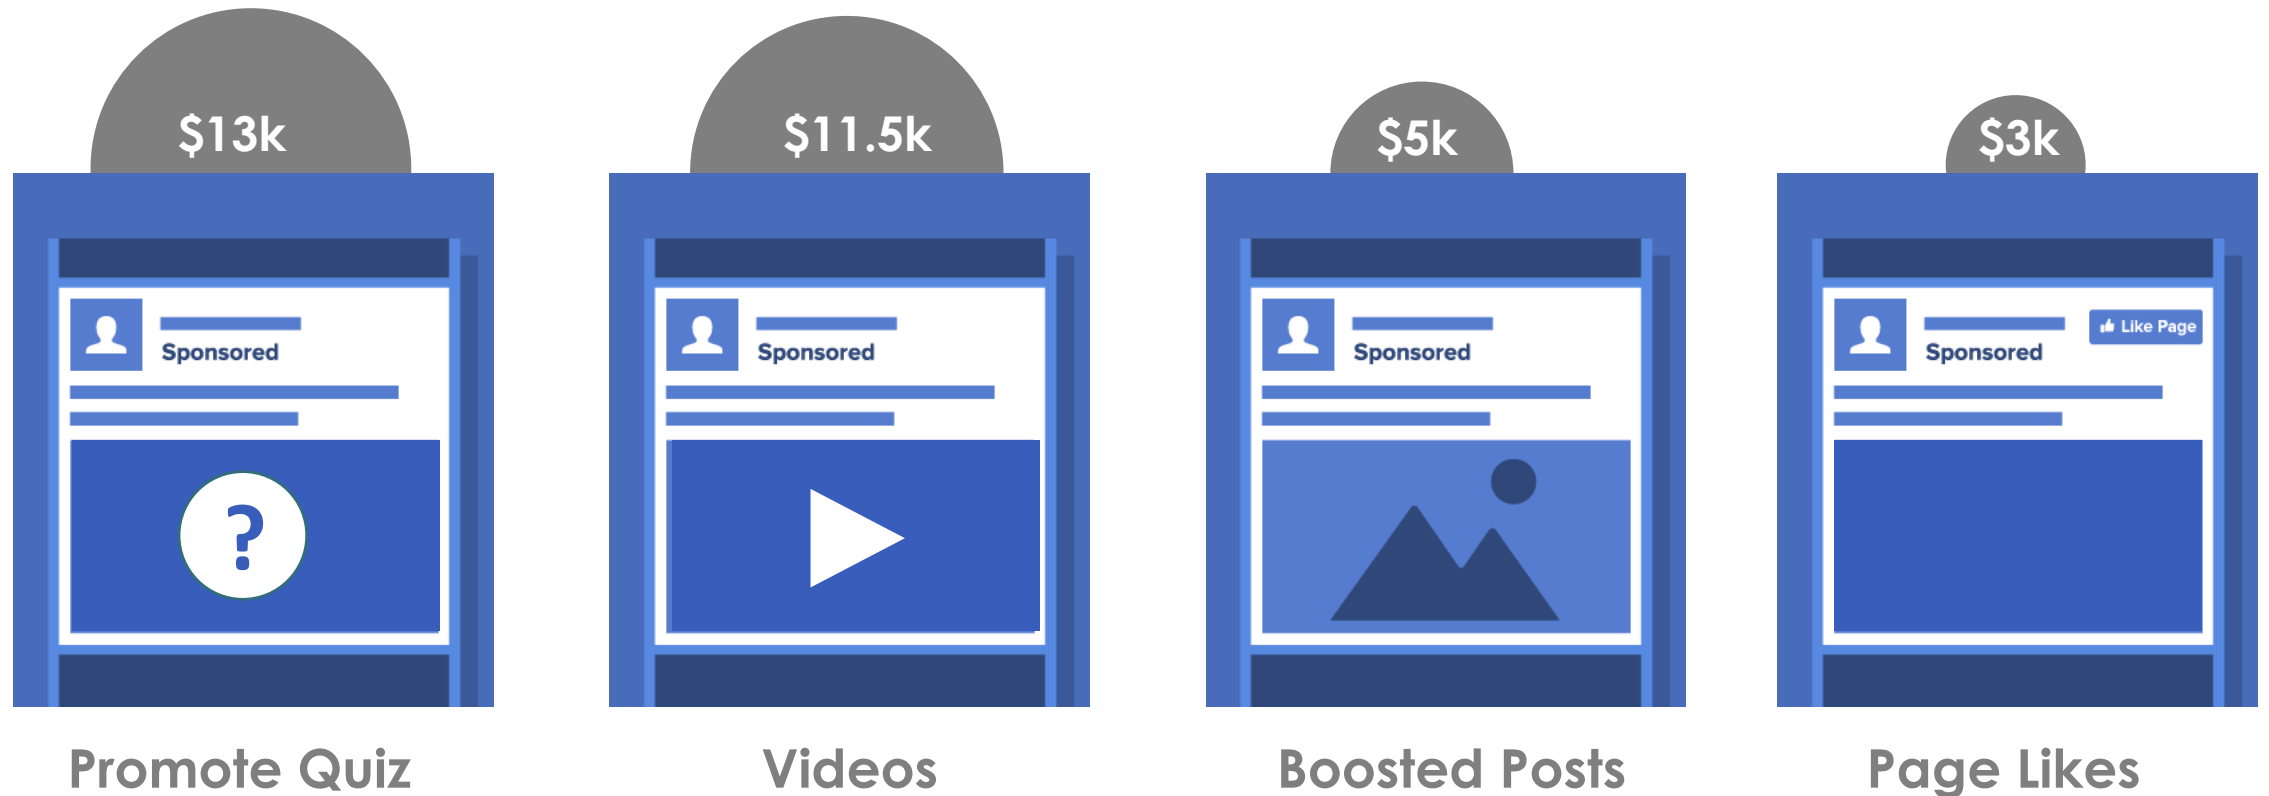 $13k
$11.5k
$5k
$3k
Sponsored
Sponsored
Sponsored
Like Page
Sponsored
?
Promote Quiz
Videos
Boosted Posts
Page Likes